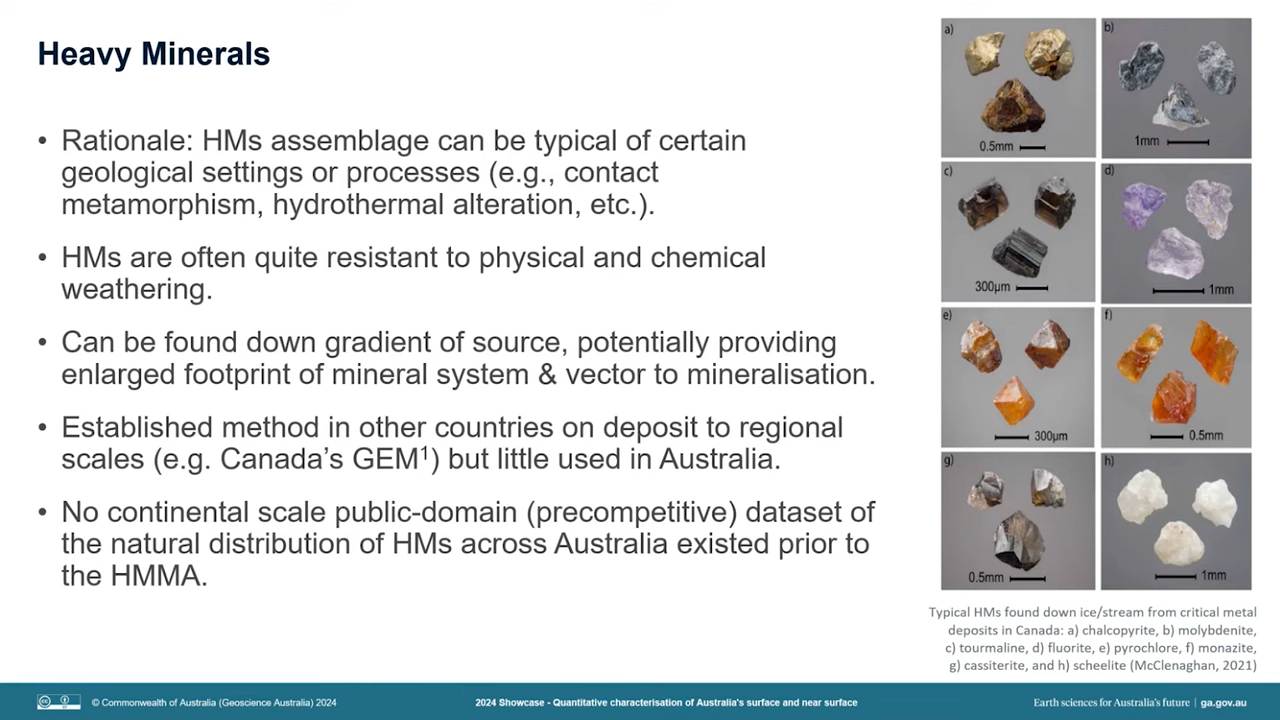 Heavy Minerals
• Rationale: HMs assemblage can be typical of certain
geological settings or processes (e.g., contact
metamorphism, hydrothermal alteration, etc.).
• HMs are often quite resistant to physical and chemical
weathering.
• Can be found down gradient of source, potentially providing
enlarged footprint of mineral system & vector to mineralisation.
• Established method in other countries on deposit to regional
scales (e.g. Canada's GEM¹) but little used in Australia.
• No continental scale public-domain (precompetitive) dataset of
the natural distribution of HMs across Australia existed prior to
the HMMA.
a)
0.5mm
b)
1mm
c)
300µm
d)
1mm
e)
300µm
f)
0.5mm
g)
0.5mm
h)
1mm
Typical HMs found down ice/stream from critical metal
deposits in Canada: a) chalcopyrite, b) molybdenite,
c) tourmaline, d) fluorite, e) pyrochlore, f) monazite,
g) cassiterite, and h) scheelite (McClenaghan, 2021)
© Commonwealth of Australia (Geoscience Australia) 2024
2024 Showcase - Quantitative characterisation of Australia's surface and near surface
Earth sciences for Australia's future | ga.gov.au